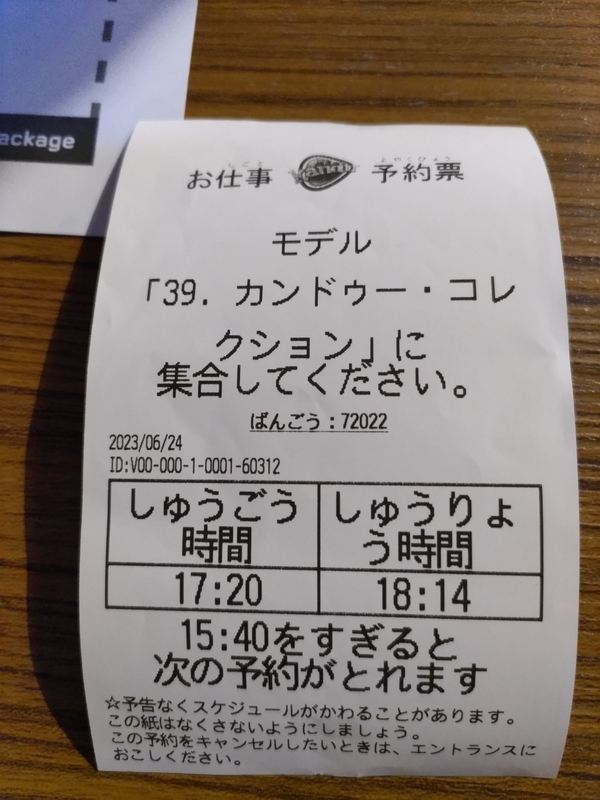 ackage
お仕事 Kandu 予約票
モデル
「39. カンドゥー・コレ
クション」に
集合してください。
ばんごう:72022
2023/06/24
ID:V00-000-1-0001-60312
しゅうごう時間 しゅうりょう時間
17:20 18:14
15:40をすぎると
次の予約がとれます
☆予告なくスケジュールがかわることがあります。
この紙はなくさないようにしましょう。
この予約をキャンセルしたいときは、エントランスに
おこしください。